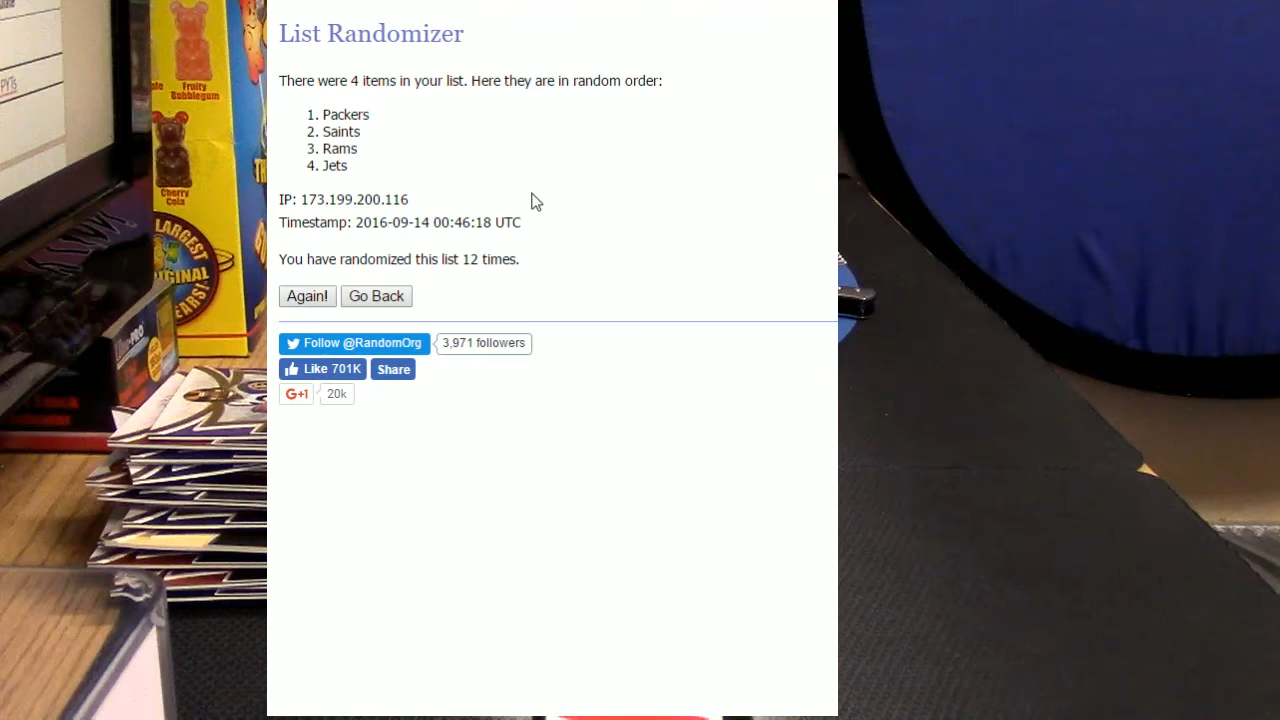 List Randomizer
There were 4 items in your list. Here they are in random order:
1. Packers
2. Saints
3. Rams
4. Jets
IP: 173.199.200.116
Timestamp: 2016-09-14 00:46:18 UTC
You have randomized this list 12 times.
Again! Go Back
Follow @RandomOrg 3,971 followers
Like 701K Share
G+1 20k
PYTs
Fruity
Bubblegum
Cherry
Cola
LARGEST